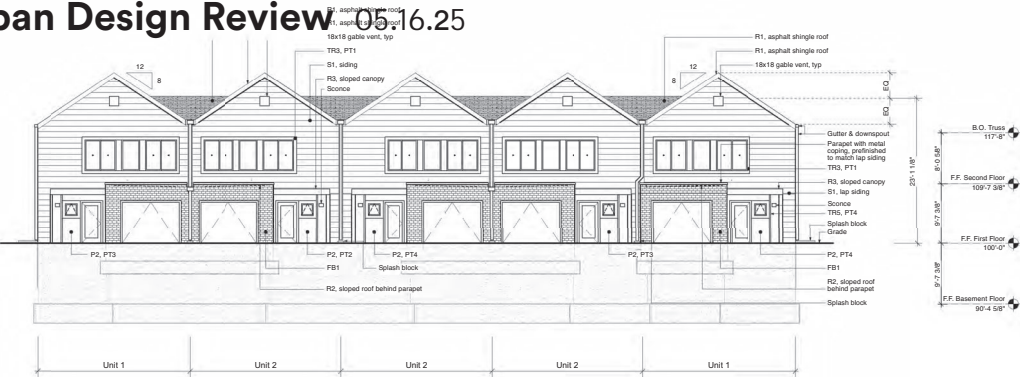 ban Design Review 05.16.25
R1, asphalt shingle roof
R1, asphalt shingle roof
18x18 gable vent, typ
TR3, PT1
S1, siding
R3, sloped canopy
Sconce
12
8
12
8
R1, asphalt shingle roof
R1, asphalt shingle roof
18x18 gable vent, typ
EQ
EQ
Gutter & downspout
Parapet with metal
coping, prefinished
to match lap siding
TR3, PT1
R3, sloped canopy
S1, lap siding
Sconce
TR5, PT4
Splash block
Grade
23'-1 1/8"
B.O. Truss
117'-8"
8'-0 5/8"
F.F. Second Floor
109'-7 3/8"
9'-7 3/8"
F.F. First Floor
100'-0"
9'-7 3/8"
F.F. Basement Floor
90'-4 5/8"
P2, PT3
P2, PT2
P2, PT4
P2, PT3
P2, PT4
FB1
Splash block
FB1
R2, sloped roof behind parapet
R2, sloped roof
behind parapet
Splash block
Unit 1
Unit 2
Unit 2
Unit 2
Unit 1